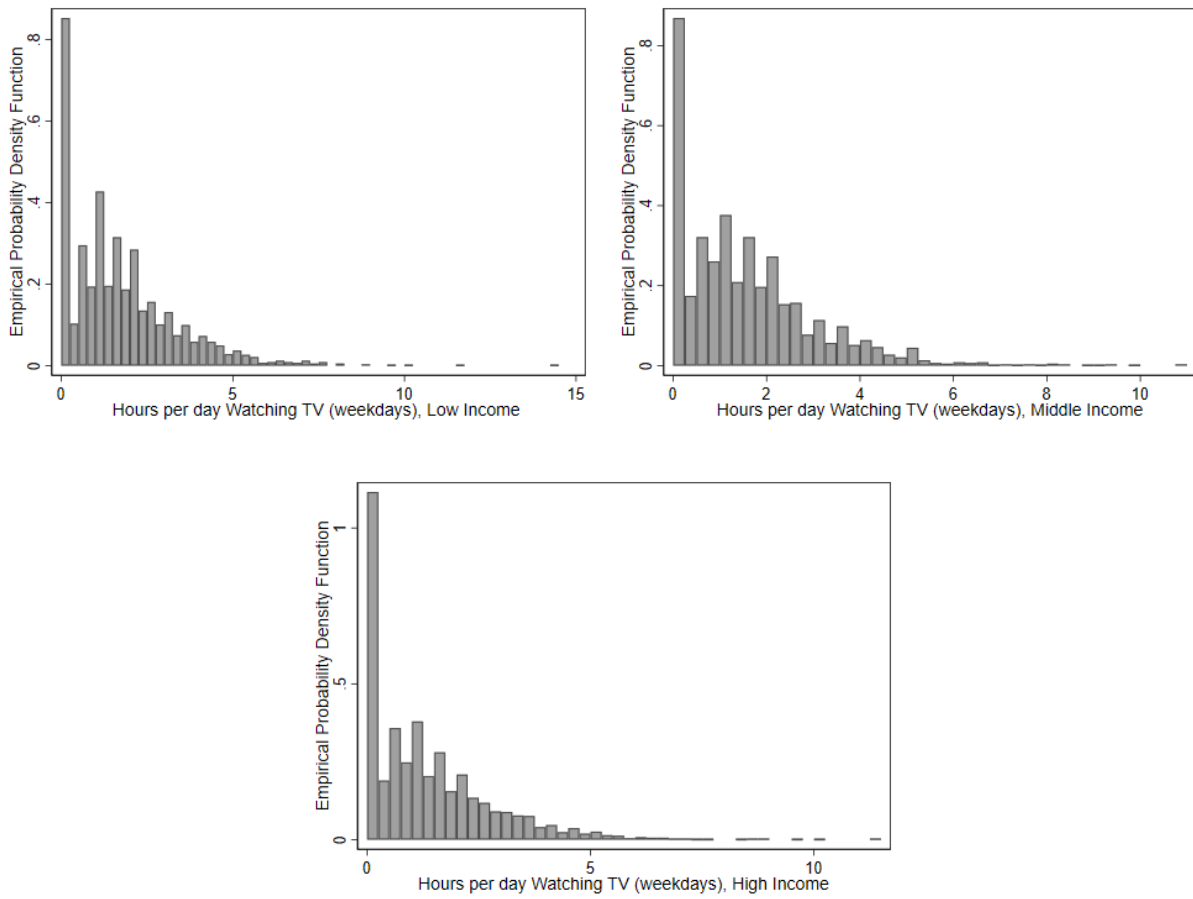 Empirical Probability Density Function
.8
.6
.4
.2
0
0 5 10 15
Hours per day Watching TV (weekdays), Low Income
Empirical Probability Density Function
.8
.6
.4
.2
0
0 2 4 6 8 10
Hours per day Watching TV (weekdays), Middle Income
Empirical Probability Density Function
1
.5
0
0 5 10
Hours per day Watching TV (weekdays), High Income